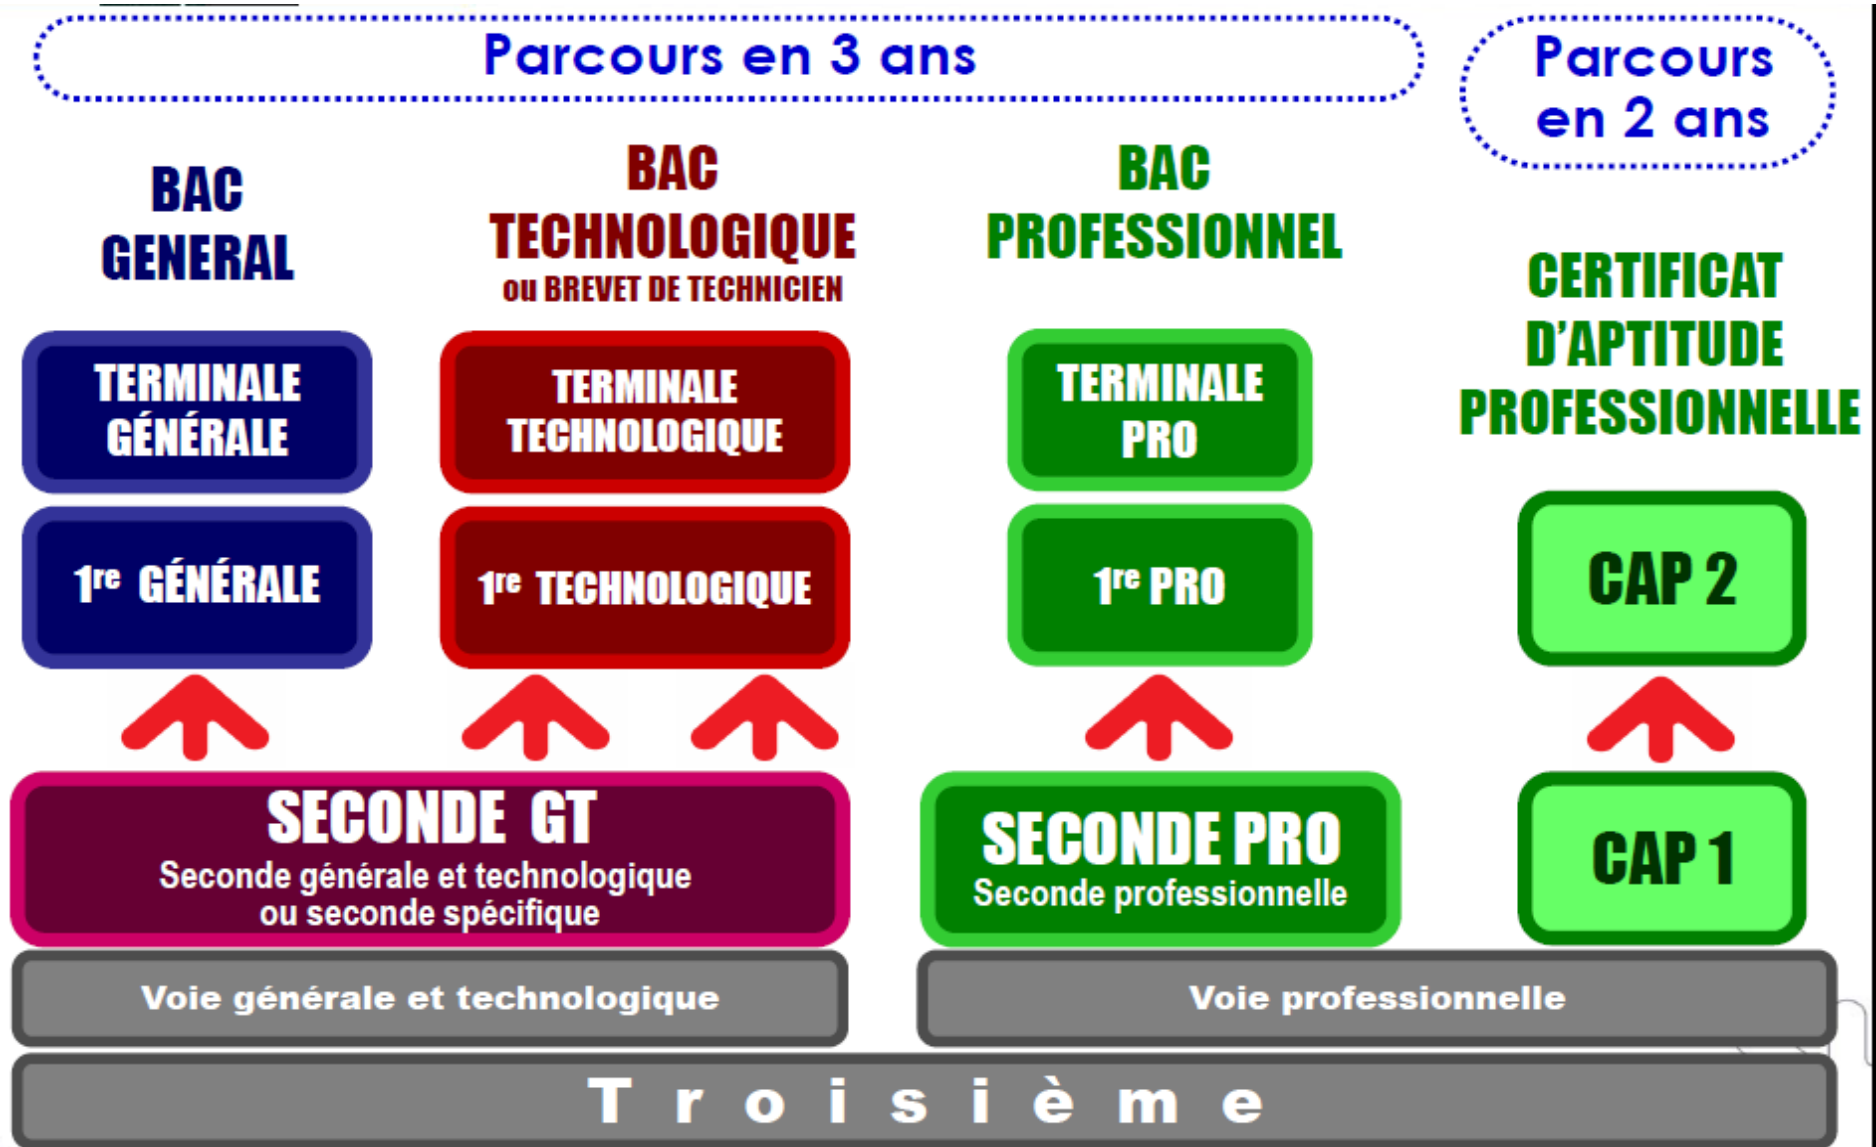 Parcours en 3 ans
Parcours
en 2 ans
BAC
GENERAL
BAC
TECHNOLOGIQUE
ou BREVET DE TECHNICIEN
BAC
PROFESSIONNEL
CERTIFICAT
D'APTITUDE
PROFESSIONNELLE
TERMINALE
GÉNÉRALE
TERMINALE
TECHNOLOGIQUE
TERMINALE
PRO
1re GÉNÉRALE
1re TECHNOLOGIQUE
1re PRO
CAP 2
SECONDE GT
Seconde générale et technologique
ou seconde spécifique
SECONDE PRO
Seconde professionnelle
CAP 1
Voie générale et technologique
Voie professionnelle
Troisième